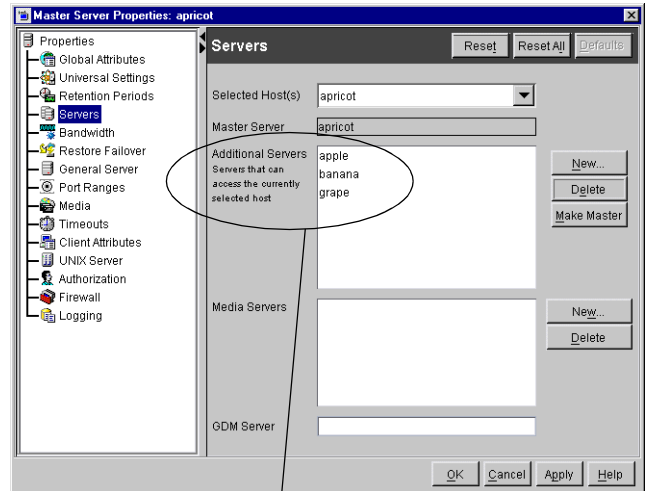 Master Server Properties: apricot
Properties
Global Attributes
Universal Settings
Retention Periods
Servers
Bandwidth
Restore Failover
General Server
Port Ranges
Media
Timeouts
Client Attributes
UNIX Server
Authorization
Firewall
Logging
Servers
Reset
Reset All
Defaults
Selected Host(s)
apricot
Master Server
apricot
Additional Servers
Servers that can
access the currently
selected host
apple
banana
grape
New...
Delete
Make Master
Media Servers
New...
Delete
GDM Server
OK
Cancel
Apply
Help